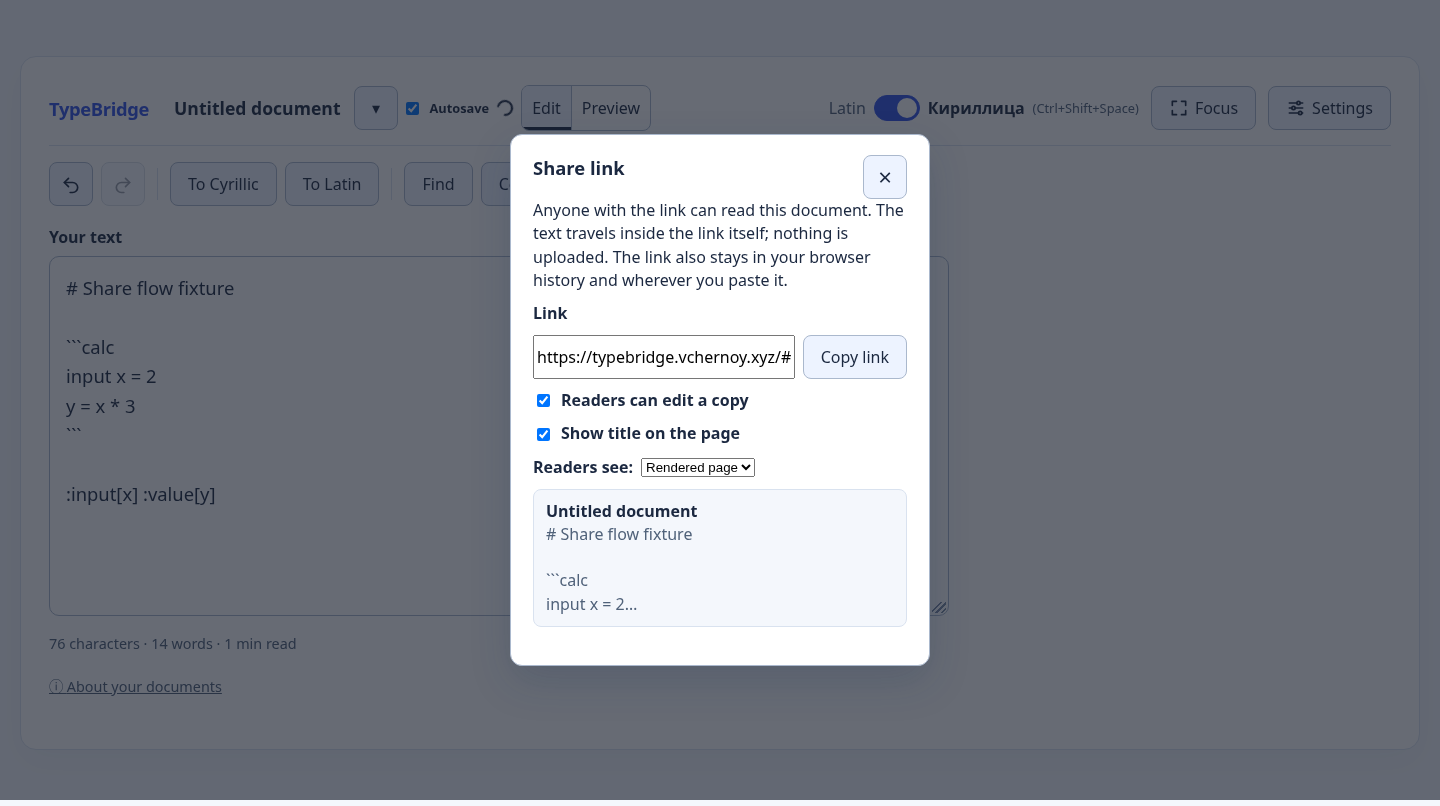 TypeBridge Untitled document ▾ Autosave Edit Preview Latin Кириллица (Ctrl+Shift+Space) Focus Settings
To Cyrillic To Latin Find
Your text
# Share flow fixture
```calc
input x = 2
y = x * 3
```
:input[x] :value[y]
76 characters · 14 words · 1 min read
ⓘ About your documents
Share link ×
Anyone with the link can read this document. The
text travels inside the link itself; nothing is
uploaded. The link also stays in your browser
history and wherever you paste it.
Link
https://typebridge.vchernoy.xyz/# Copy link
Readers can edit a copy
Show title on the page
Readers see: Rendered page
Untitled document
# Share flow fixture
```calc
input x = 2…